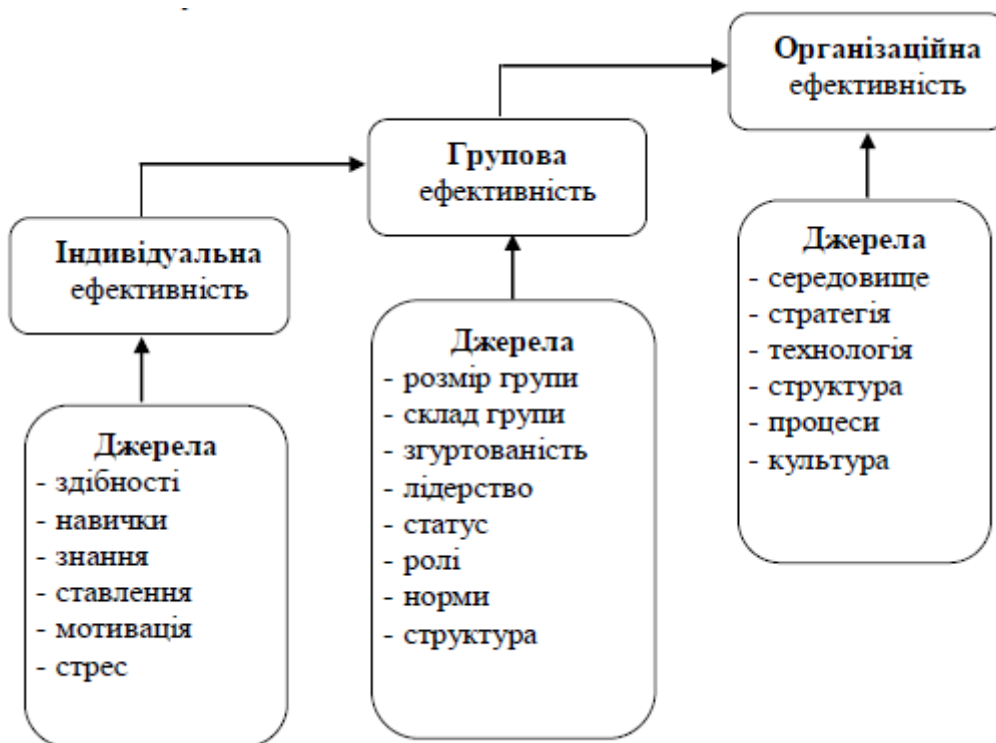 Індивідуальна
ефективність
Джерела
- здібності
- навички
- знання
- ставлення
- мотивація
- стрес
Групова
ефективність
Джерела
- розмір групи
- склад групи
- згуртованість
- лідерство
- статус
- ролі
- норми
- структура
Організаційна
ефективність
Джерела
- середовище
- стратегія
- технологія
- структура
- процеси
- культура